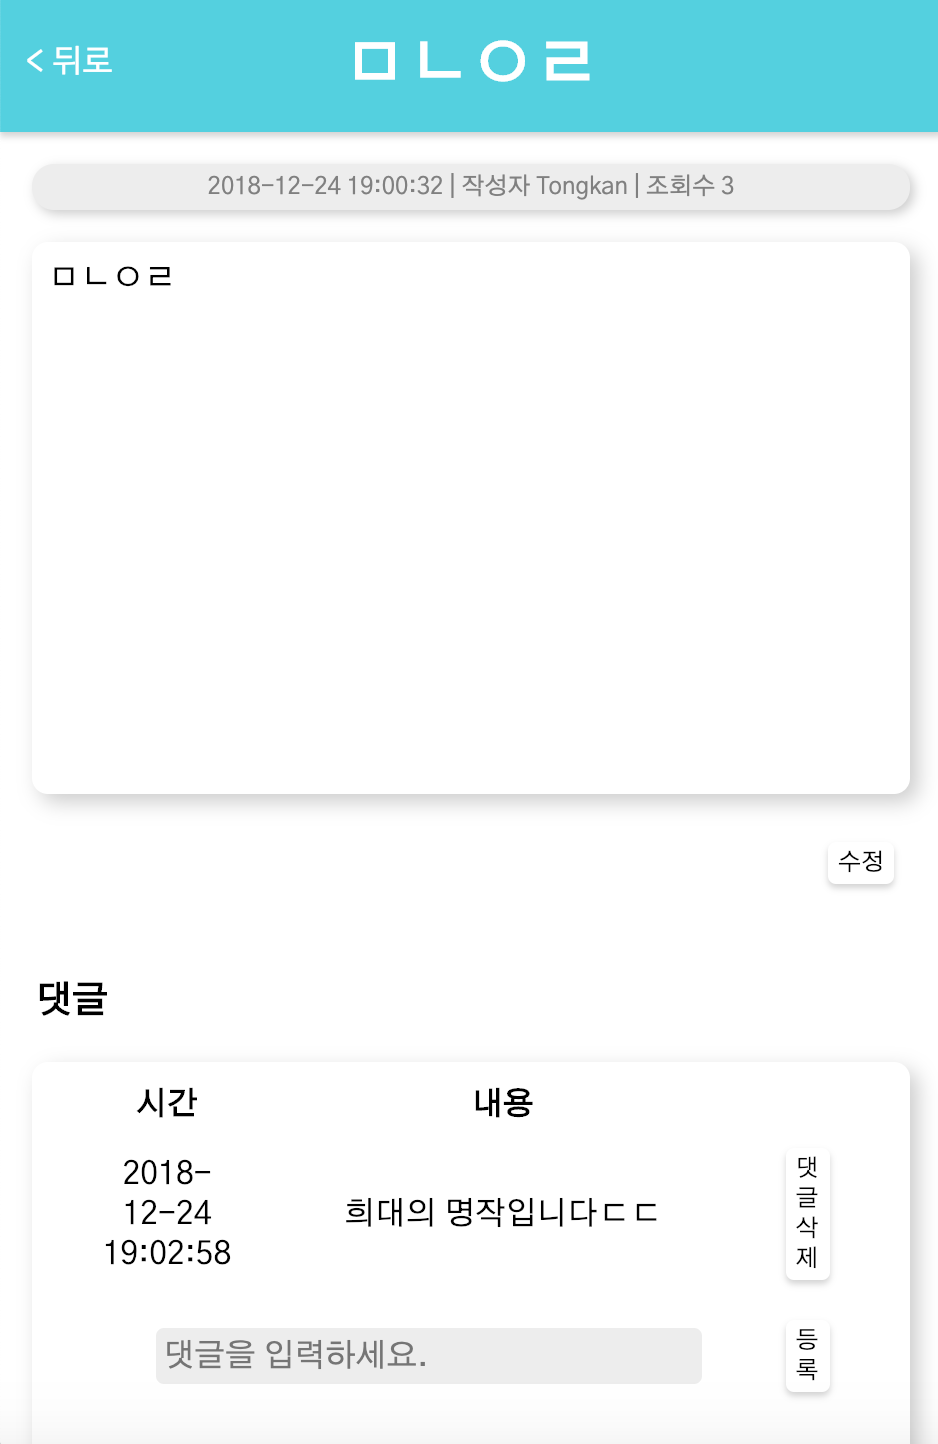 < 뒤로
ㅁㄴㅇㄹ
2018-12-24 19:00:32 | 작성자 Tongkan | 조회수 3
ㅁㄴㅇㄹ
수정
댓글
시간 내용
2018-
12-24
19:02:58
희대의 명작입니다ㄷㄷ
댓
글
삭
제
댓글을 입력하세요.
등
록